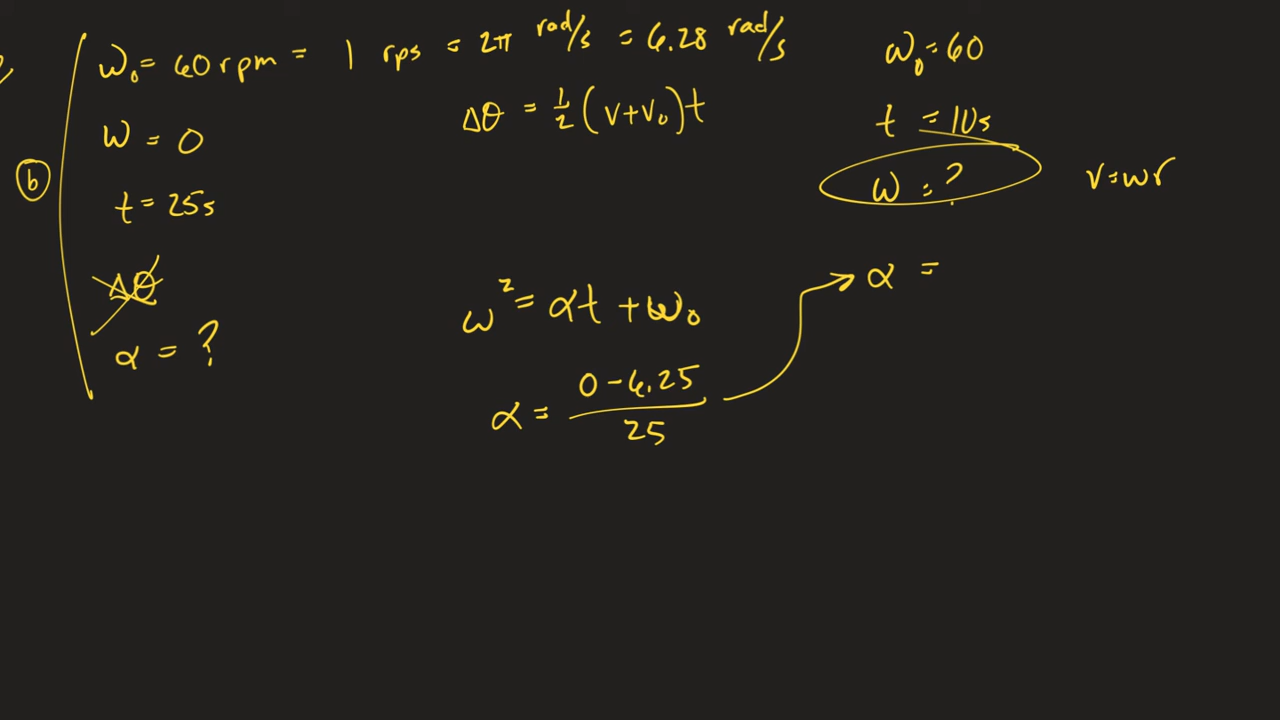 ω₀ = 60 rpm = 1 rps = 2π rad/s = 6.28 rad/s
ω = 0
b
t = 25s
Δθ
α = ?
Δθ = 1/2 (v+v₀)t
ω² = αt + ω₀
α = (0 - 6.25)/25
ω₀ = 60
t = 10s
ω = ?
v = ωr
α =